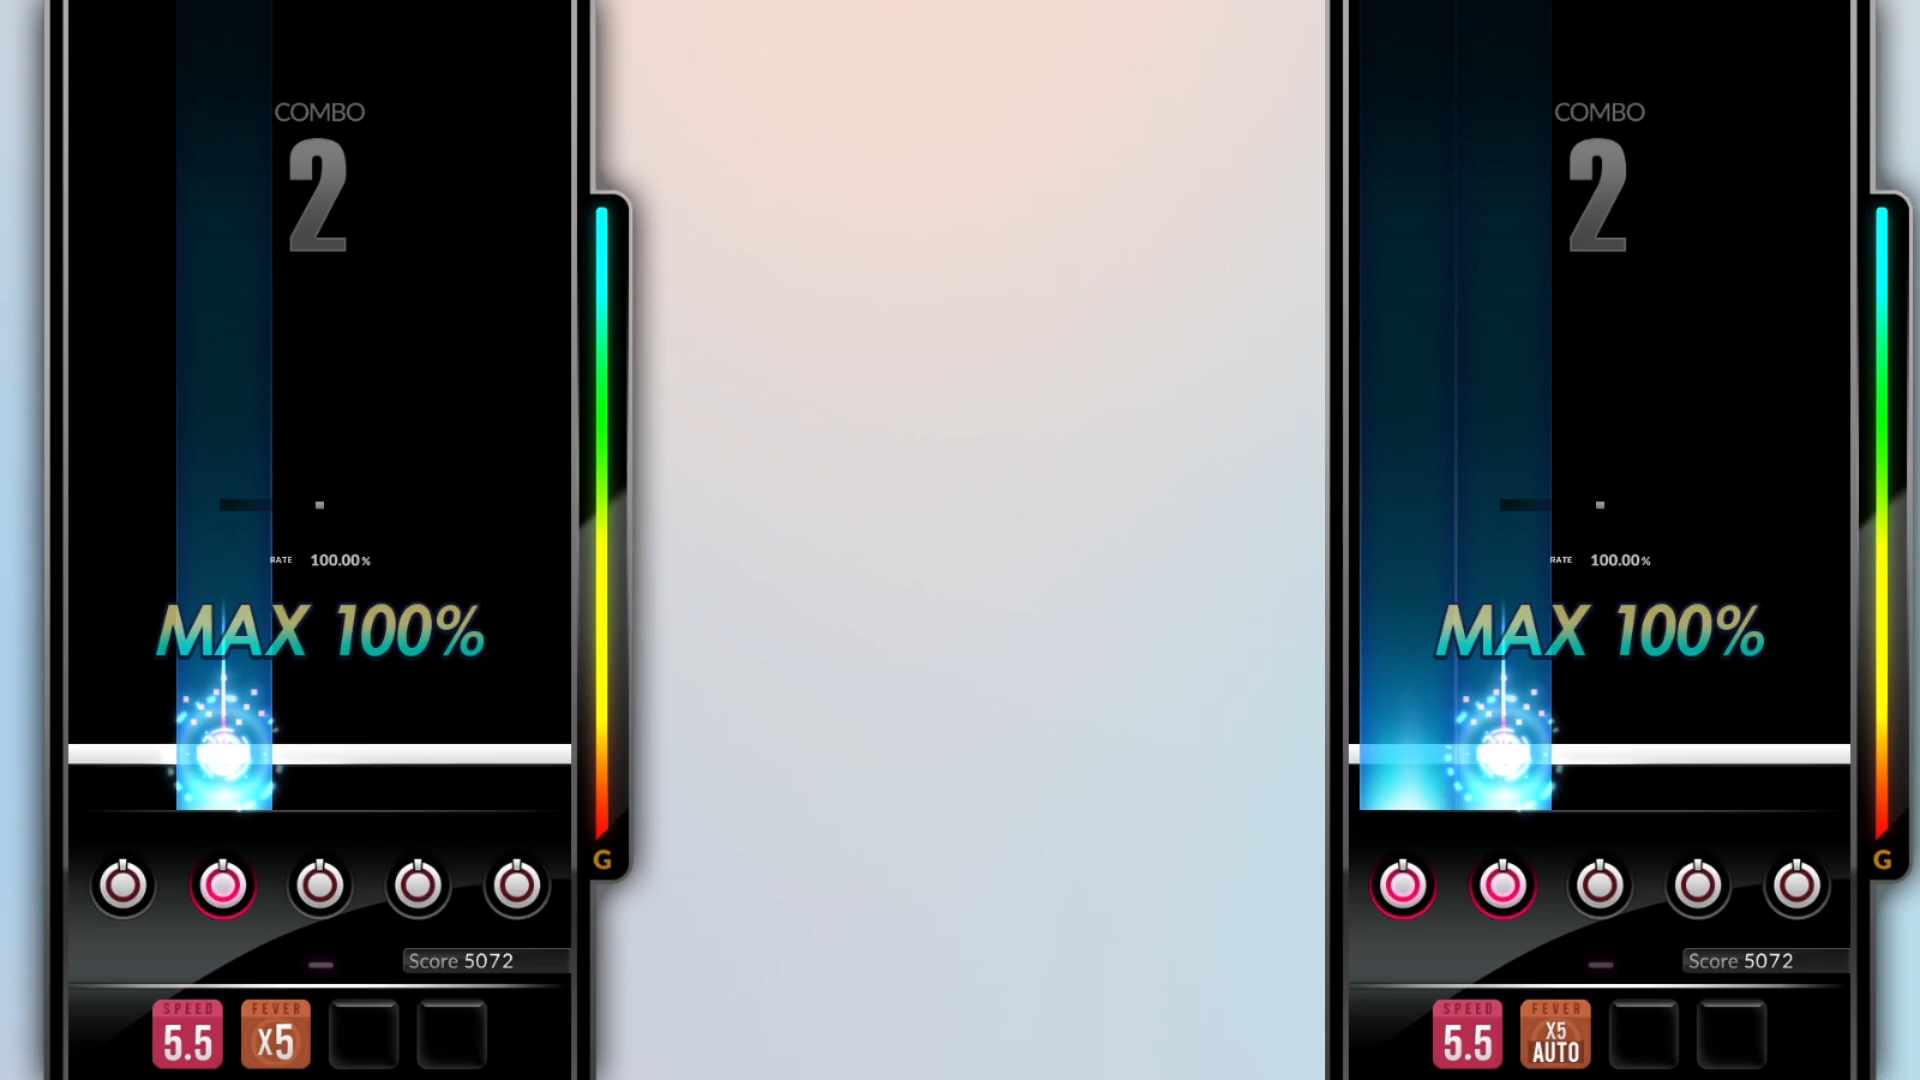 COMBO
2
RATE 100.00%
MAX 100%
G
Score 5072
SPEED
5.5
FEVER
X5
COMBO
2
RATE 100.00%
MAX 100%
G
Score 5072
SPEED
5.5
FEVER
X5
AUTO